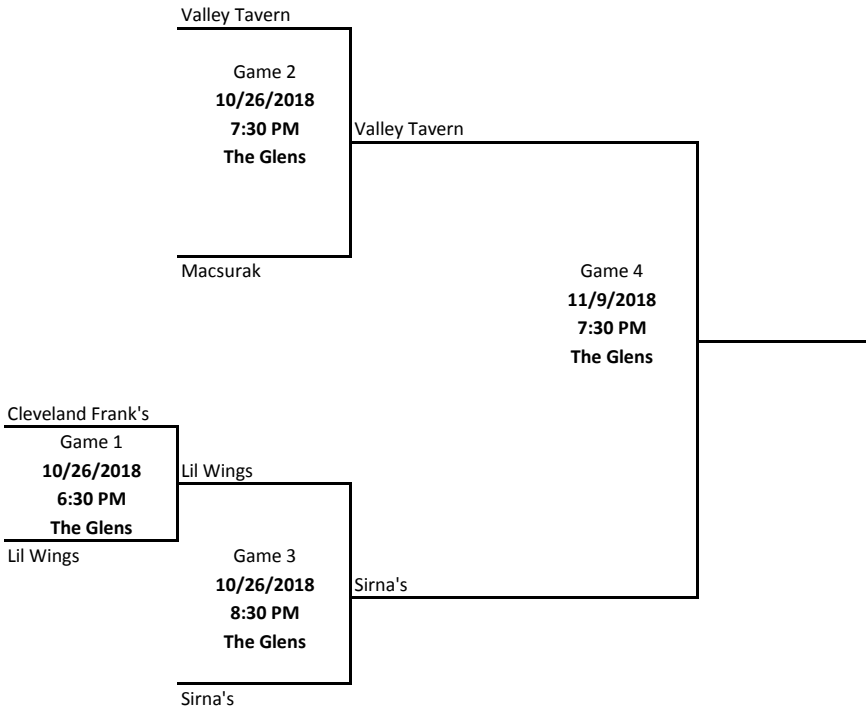 Valley Tavern
Game 2
10/26/2018
7:30 PM
The Glens
Valley Tavern
Macsurak
Game 4
11/9/2018
7:30 PM
The Glens
Cleveland Frank's
Game 1
10/26/2018
6:30 PM
The Glens
Lil Wings
Lil Wings
Game 3
10/26/2018
8:30 PM
The Glens
Sirna's
Sirna's